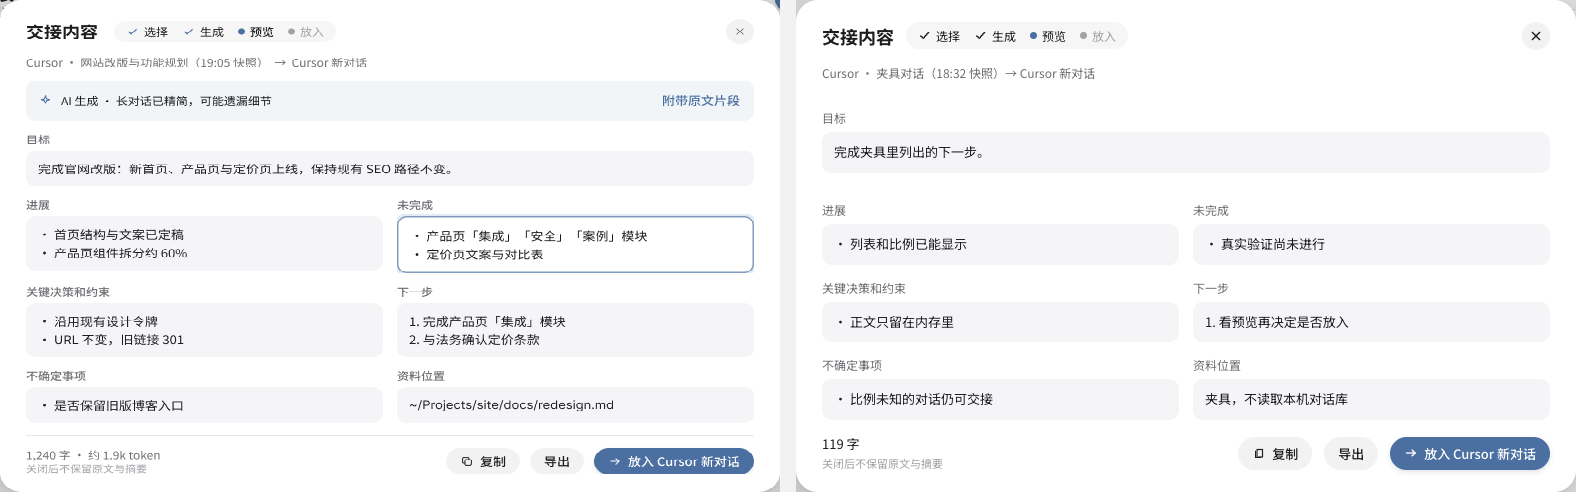 交接内容
选择
生成
预览
放入
Cursor · 网站改版与功能规划（19:05 快照） → Cursor 新对话
AI 生成 · 长对话已精简，可能遗漏细节
附带原文片段
目标
完成官网改版：新首页、产品页与定价页上线，保持现有 SEO 路径不变。
进展
• 首页结构与文案已定稿
• 产品页组件拆分约 60%
未完成
• 产品页「集成」「安全」「案例」模块
• 定价页文案与对比表
关键决策和约束
• 沿用现有设计令牌
• URL 不变，旧链接 301
下一步
1. 完成产品页「集成」模块
2. 与法务确认定价条款
不确定事项
• 是否保留旧版博客入口
资料位置
~/Projects/site/docs/redesign.md
1,240 字 · 约 1.9k token
关闭后不保留原文与摘要
复制
导出
→ 放入 Cursor 新对话
交接内容
选择
生成
预览
放入
Cursor · 夹具对话（18:32 快照）→ Cursor 新对话
目标
完成夹具里列出的下一步。
进展
• 列表和比例已能显示
未完成
• 真实验证尚未进行
关键决策和约束
• 正文只留在内存里
下一步
1. 看预览再决定是否放入
不确定事项
• 比例未知的对话仍可交接
资料位置
夹具，不读取本机对话库
119 字
关闭后不保留原文与摘要
复制
导出
→ 放入 Cursor 新对话